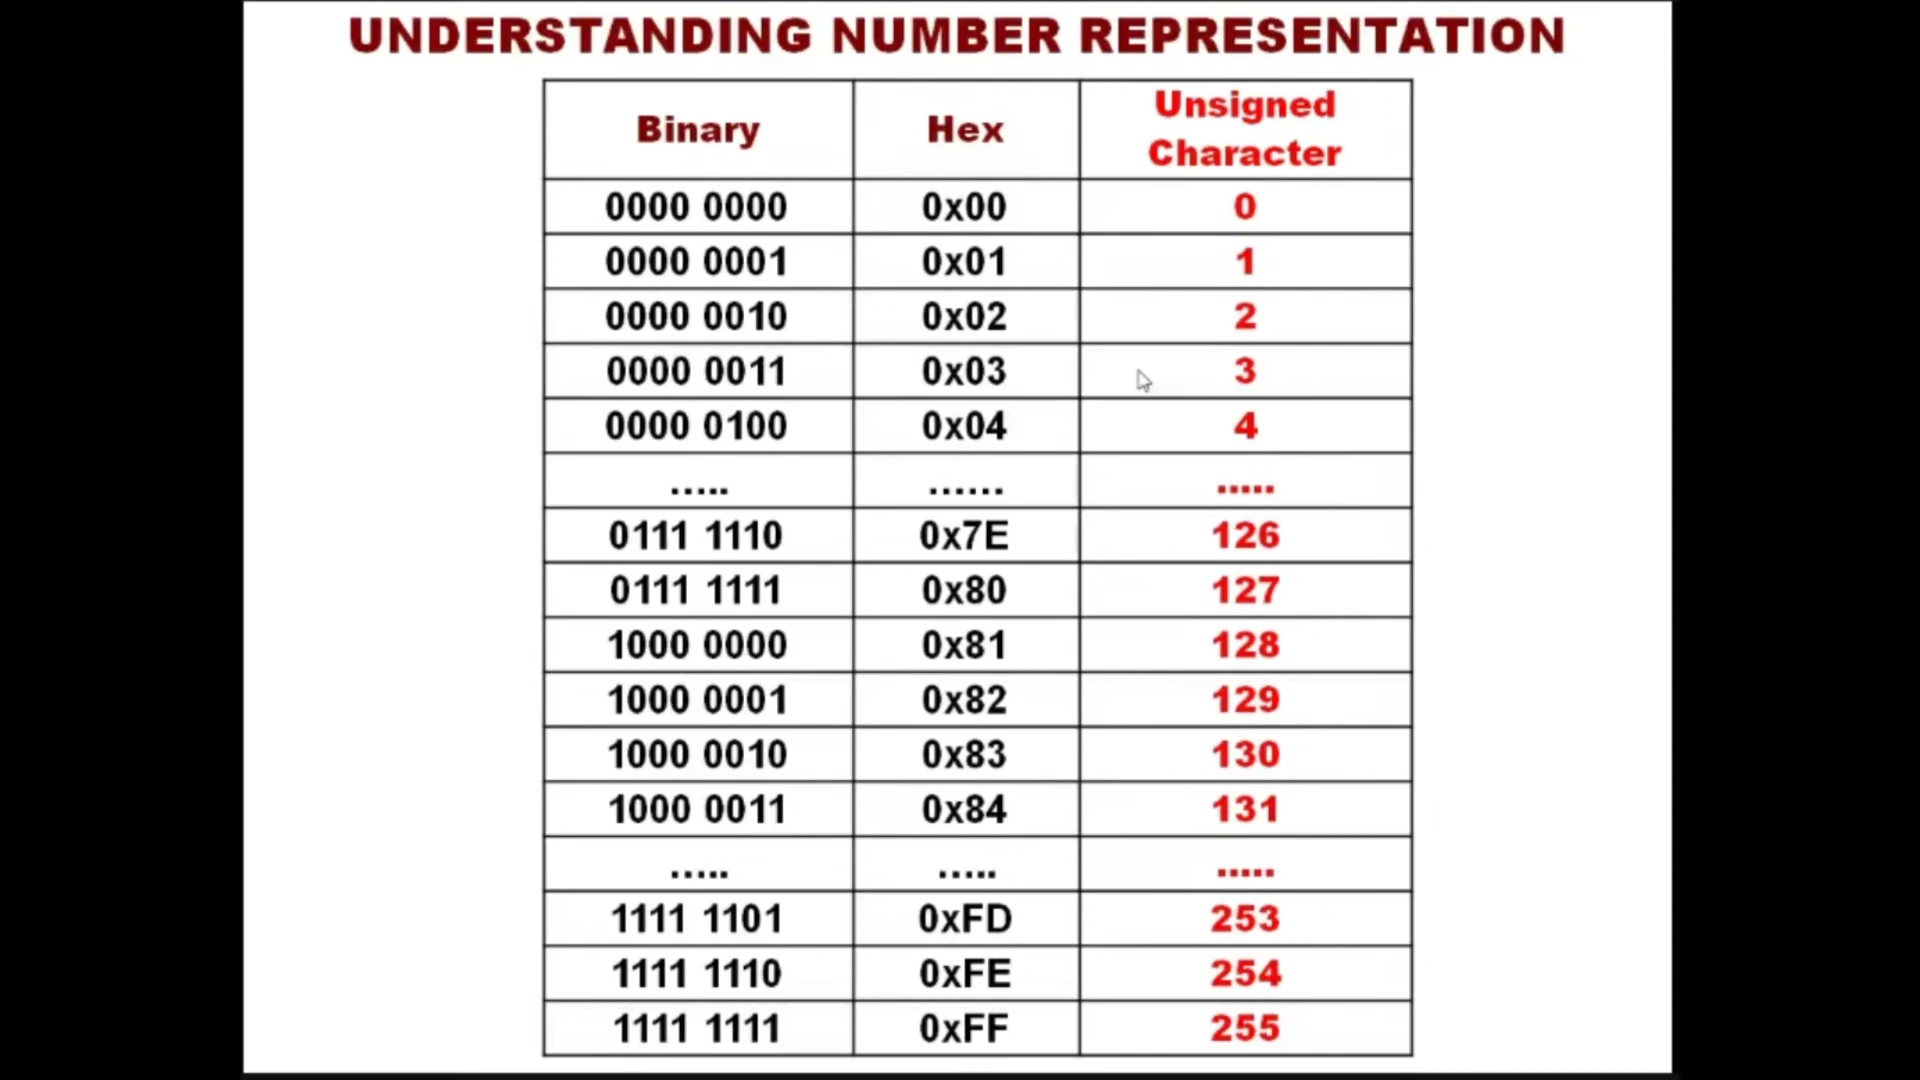 UNDERSTANDING NUMBER REPRESENTATION
Binary Hex Unsigned Character
0000 0000 0x00 0
0000 0001 0x01 1
0000 0010 0x02 2
0000 0011 0x03 3
0000 0100 0x04 4
..... ...... .....
0111 1110 0x7E 126
0111 1111 0x80 127
1000 0000 0x81 128
1000 0001 0x82 129
1000 0010 0x83 130
1000 0011 0x84 131
..... ..... .....
1111 1101 0xFD 253
1111 1110 0xFE 254
1111 1111 0xFF 255